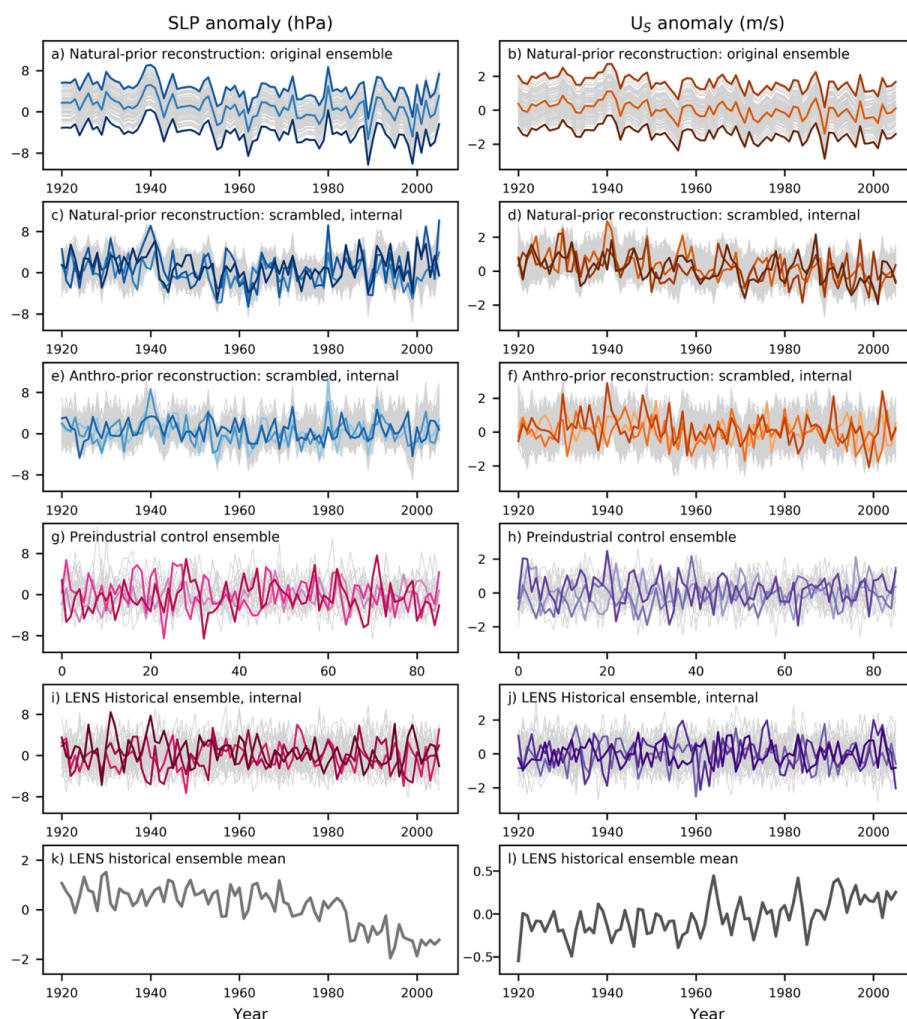 SLP anomaly (hPa)
U_S anomaly (m/s)
a) Natural-prior reconstruction: original ensemble
8
0
−8
1920 1940 1960 1980 2000
b) Natural-prior reconstruction: original ensemble
2
0
−2
1920 1940 1960 1980 2000
c) Natural-prior reconstruction: scrambled, internal
8
0
−8
1920 1940 1960 1980 2000
d) Natural-prior reconstruction: scrambled, internal
2
0
−2
1920 1940 1960 1980 2000
e) Anthro-prior reconstruction: scrambled, internal
8
0
−8
1920 1940 1960 1980 2000
f) Anthro-prior reconstruction: scrambled, internal
2
0
−2
1920 1940 1960 1980 2000
g) Preindustrial control ensemble
8
0
−8
0 20 40 60 80
h) Preindustrial control ensemble
2
0
−2
0 20 40 60 80
i) LENS Historical ensemble, internal
8
0
−8
1920 1940 1960 1980 2000
j) LENS Historical ensemble, internal
2
0
−2
1920 1940 1960 1980 2000
k) LENS historical ensemble mean
2
0
−2
1920 1940 1960 1980 2000
Year
l) LENS historical ensemble mean
0.5
0.0
−0.5
1920 1940 1960 1980 2000
Year